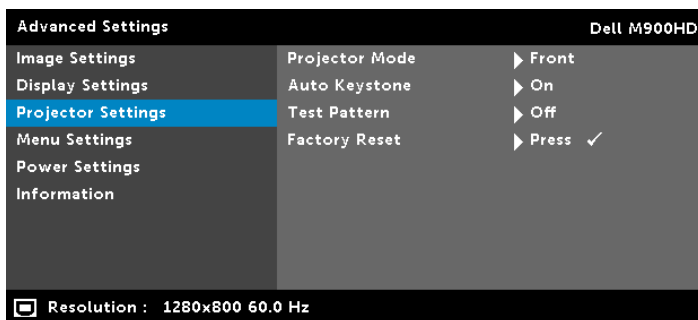 Advanced Settings Dell M900HD
Image Settings Projector Mode Front
Display Settings Auto Keystone On
Projector Settings Test Pattern Off
Menu Settings Factory Reset Press ✓
Power Settings
Information
Resolution : 1280x800 60.0 Hz